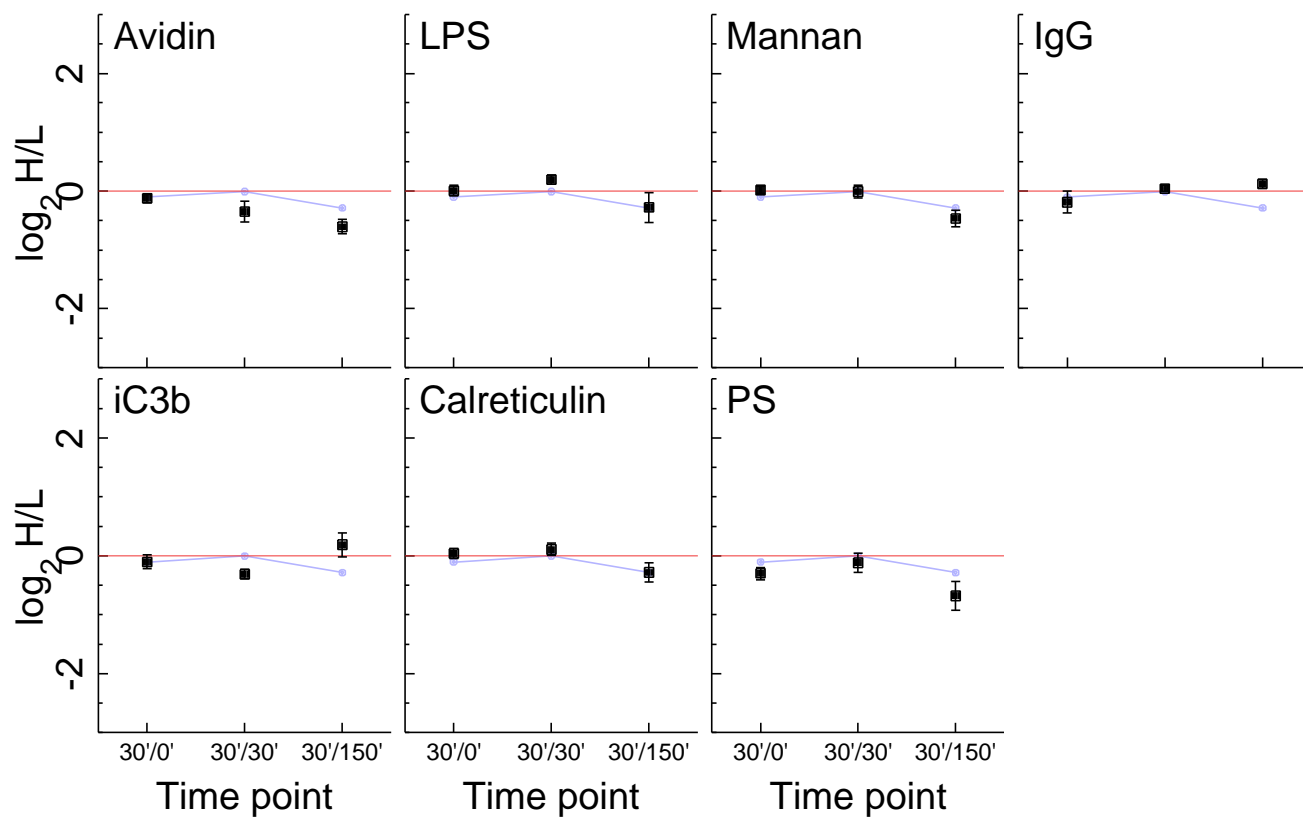 Avidin LPS Mannan IgG
2
0
-2
log2 H/L
iC3b Calreticulin PS
2
0
-2
log2 H/L
30'/0' 30'/30' 30'/150' 30'/0' 30'/30' 30'/150' 30'/0' 30'/30' 30'/150'
Time point Time point Time point